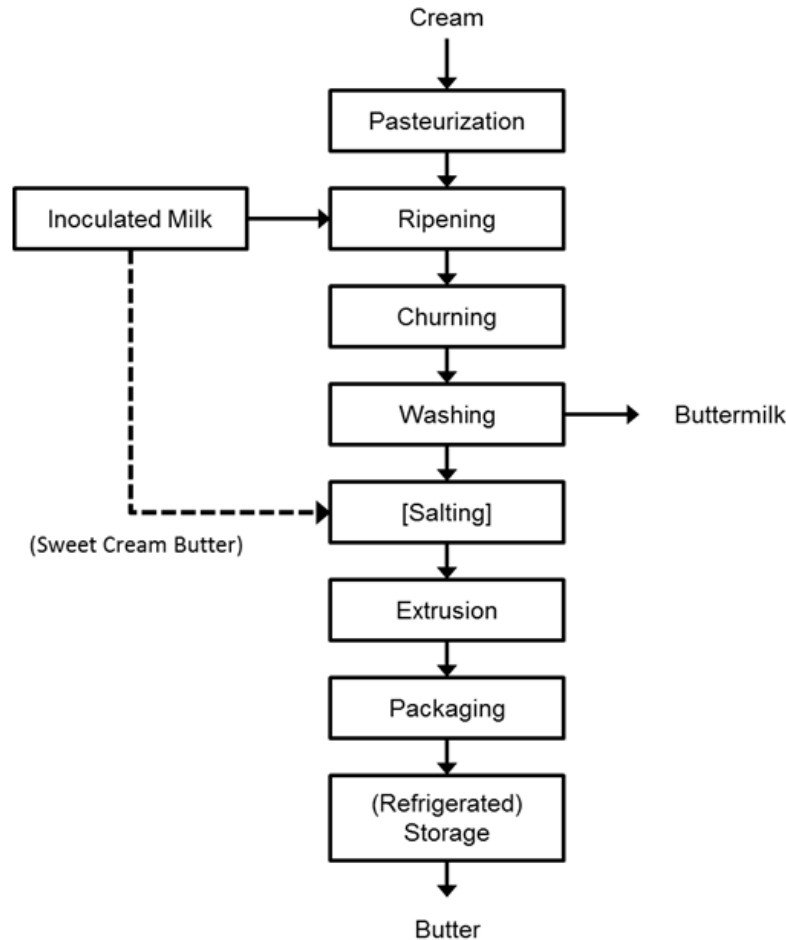 Cream
Pasteurization
Inoculated Milk
Ripening
Churning
Washing
Buttermilk
[Salting]
(Sweet Cream Butter)
Extrusion
Packaging
(Refrigerated)
Storage
Butter